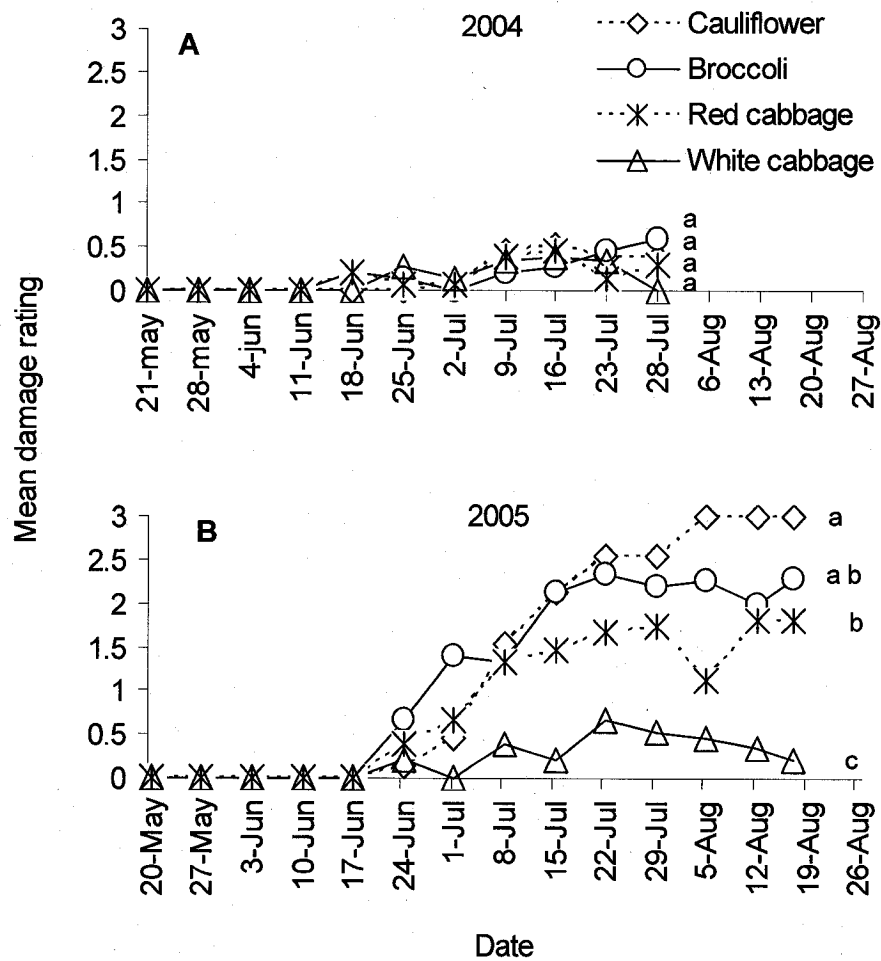 A
2004
Cauliflower
Broccoli
Red cabbage
White cabbage
3
2.5
2
1.5
1
0.5
0
a
a
a
a
21-may
28-may
4-jun
11-Jun
18-Jun
25-Jun
2-Jul
9-Jul
16-Jul
23-Jul
28-Jul
6-Aug
13-Aug
20-Aug
27-Aug
Mean damage rating
B
2005
3
2.5
2
1.5
1
0.5
0
a
a b
b
c
20-May
27-May
3-Jun
10-Jun
17-Jun
24-Jun
1-Jul
8-Jul
15-Jul
22-Jul
29-Jul
5-Aug
12-Aug
19-Aug
26-Aug
Date